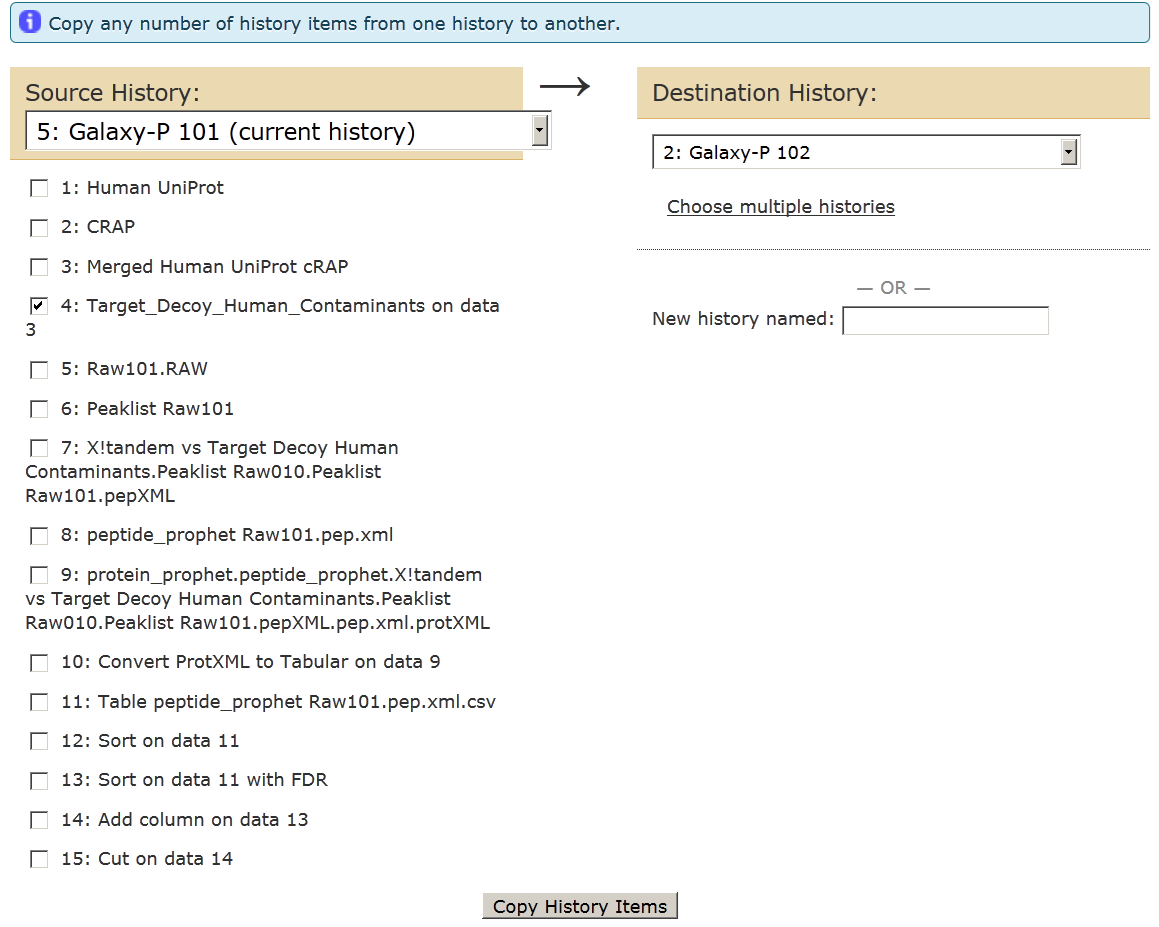 Copy any number of history items from one history to another.
Source History:
5: Galaxy-P 101 (current history)
1: Human UniProt
2: CRAP
3: Merged Human UniProt cRAP
4: Target_Decoy_Human_Contaminants on data
3
5: Raw101.RAW
6: Peaklist Raw101
7: X!tandem vs Target Decoy Human
Contaminants.Peaklist Raw010.Peaklist
Raw101.pepXML
8: peptide_prophet Raw101.pep.xml
9: protein_prophet.peptide_prophet.X!tandem
vs Target Decoy Human Contaminants.Peaklist
Raw010.Peaklist Raw101.pepXML.pep.xml.protXML
10: Convert ProtXML to Tabular on data 9
11: Table peptide_prophet Raw101.pep.xml.csv
12: Sort on data 11
13: Sort on data 11 with FDR
14: Add column on data 13
15: Cut on data 14
Destination History:
2: Galaxy-P 102
Choose multiple histories
— OR —
New history named:
Copy History Items